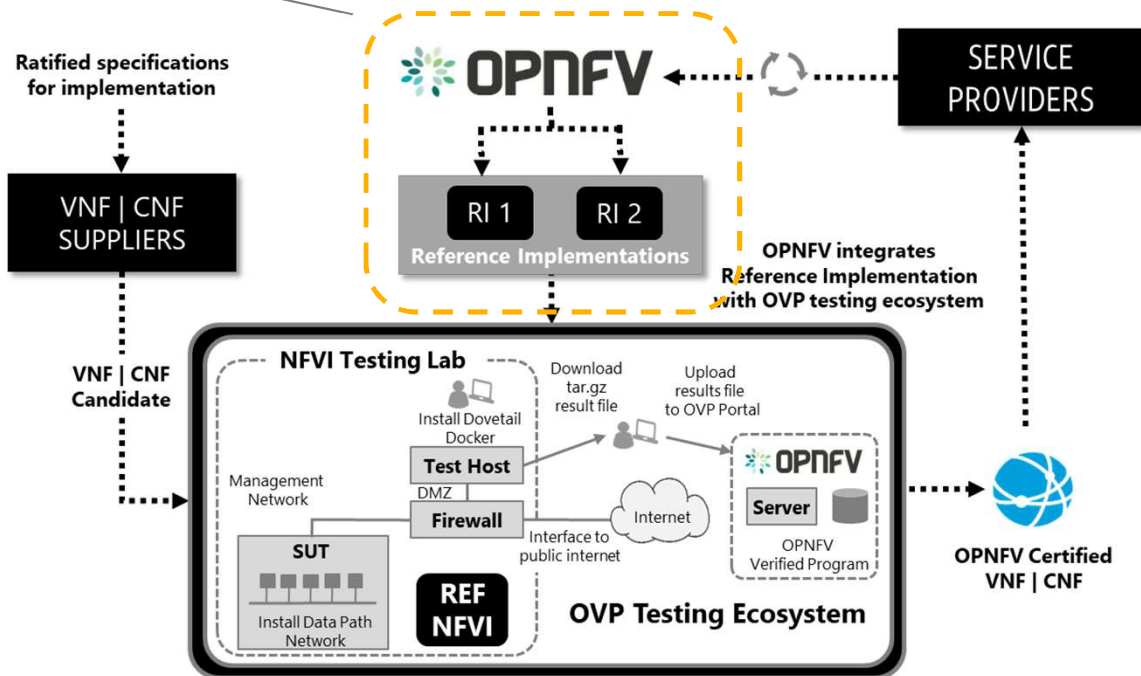 Ratified specifications
for implementation
OPNFV
SERVICE
PROVIDERS
VNF | CNF
SUPPLIERS
RI 1
RI 2
Reference Implementations
OPNFV integrates
Reference Implementation
with OVP testing ecosystem
VNF | CNF
Candidate
NFVI Testing Lab
Install Dovetail
Docker
Test Host
DMZ
Firewall
Management
Network
SUT
Install Data Path
Network
REF
NFVI
Download
tar.gz
result file
Upload
results file
to OVP Portal
Internet
Interface to
public internet
OPNFV
Server
OPNFV
Verified Program
OVP Testing Ecosystem
OPNFV Certified
VNF | CNF